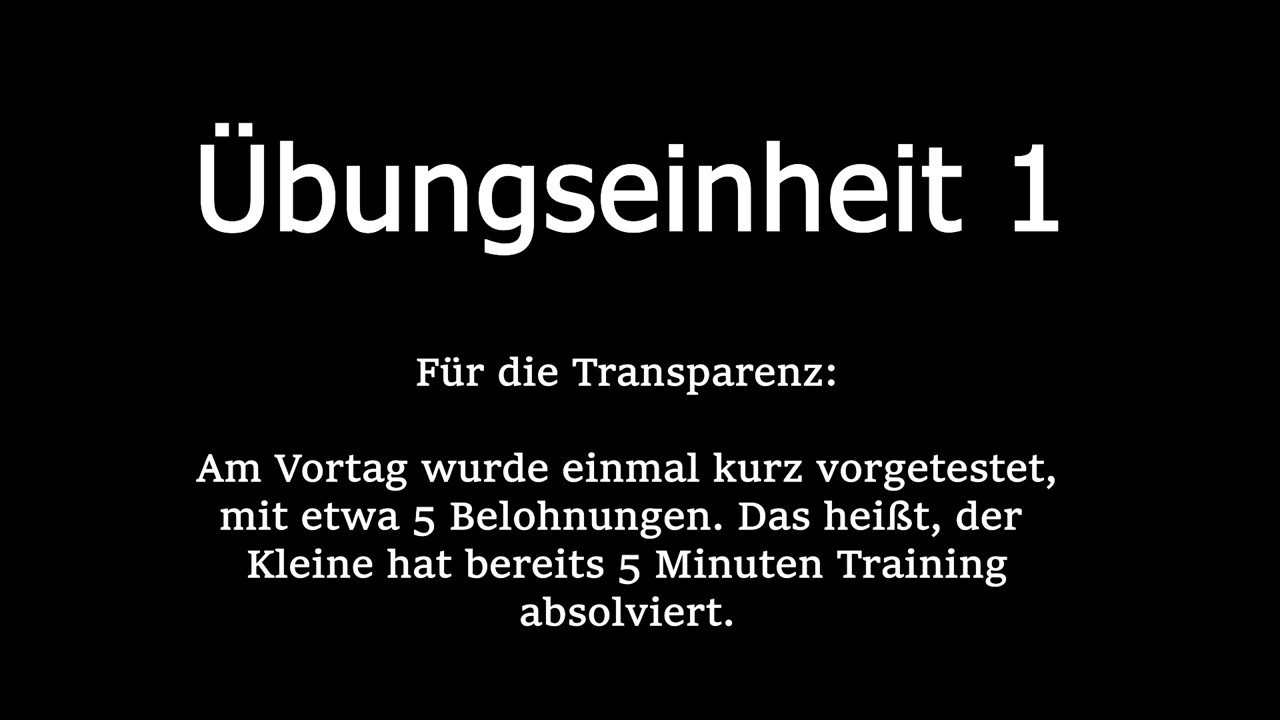 Übungseinheit 1
Für die Transparenz:
Am Vortag wurde einmal kurz vorgetestet,
mit etwa 5 Belohnungen. Das heißt, der
Kleine hat bereits 5 Minuten Training
absolviert.